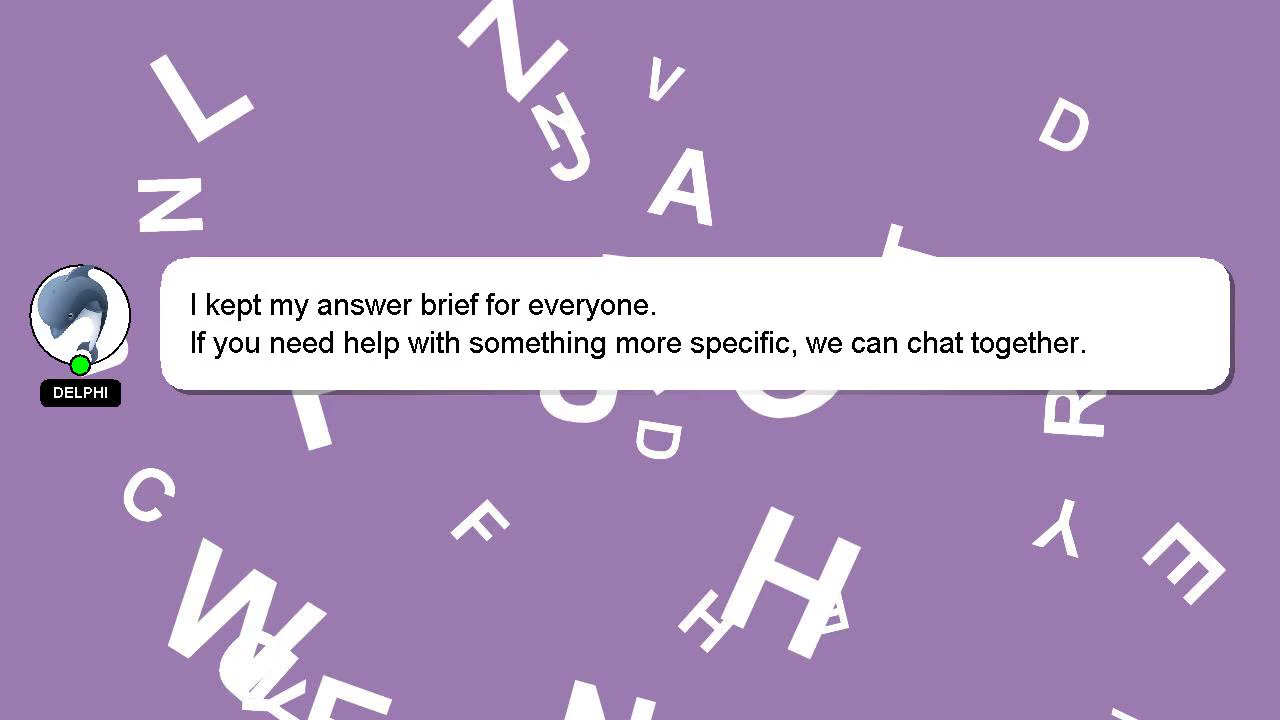 L
N
V
N
J
D
A
N
I kept my answer brief for everyone.
If you need help with something more specific, we can chat together.
DELPHI
D
R
C
F
Y
E
H
W
H
A
E
N